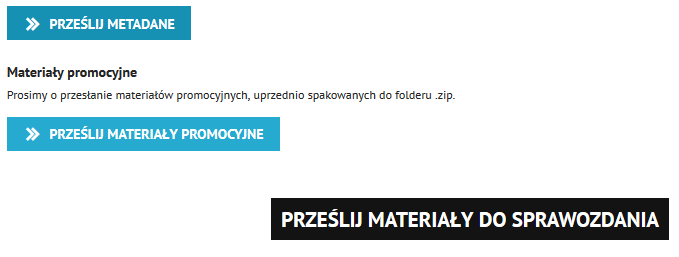 PRZEŚLIJ METADANE
Materiały promocyjne
Prosimy o przesłanie materiałów promocyjnych, uprzednio spakowanych do folderu .zip.
PRZEŚLIJ MATERIAŁY PROMOCYJNE
PRZEŚLIJ MATERIAŁY DO SPRAWOZDANIA